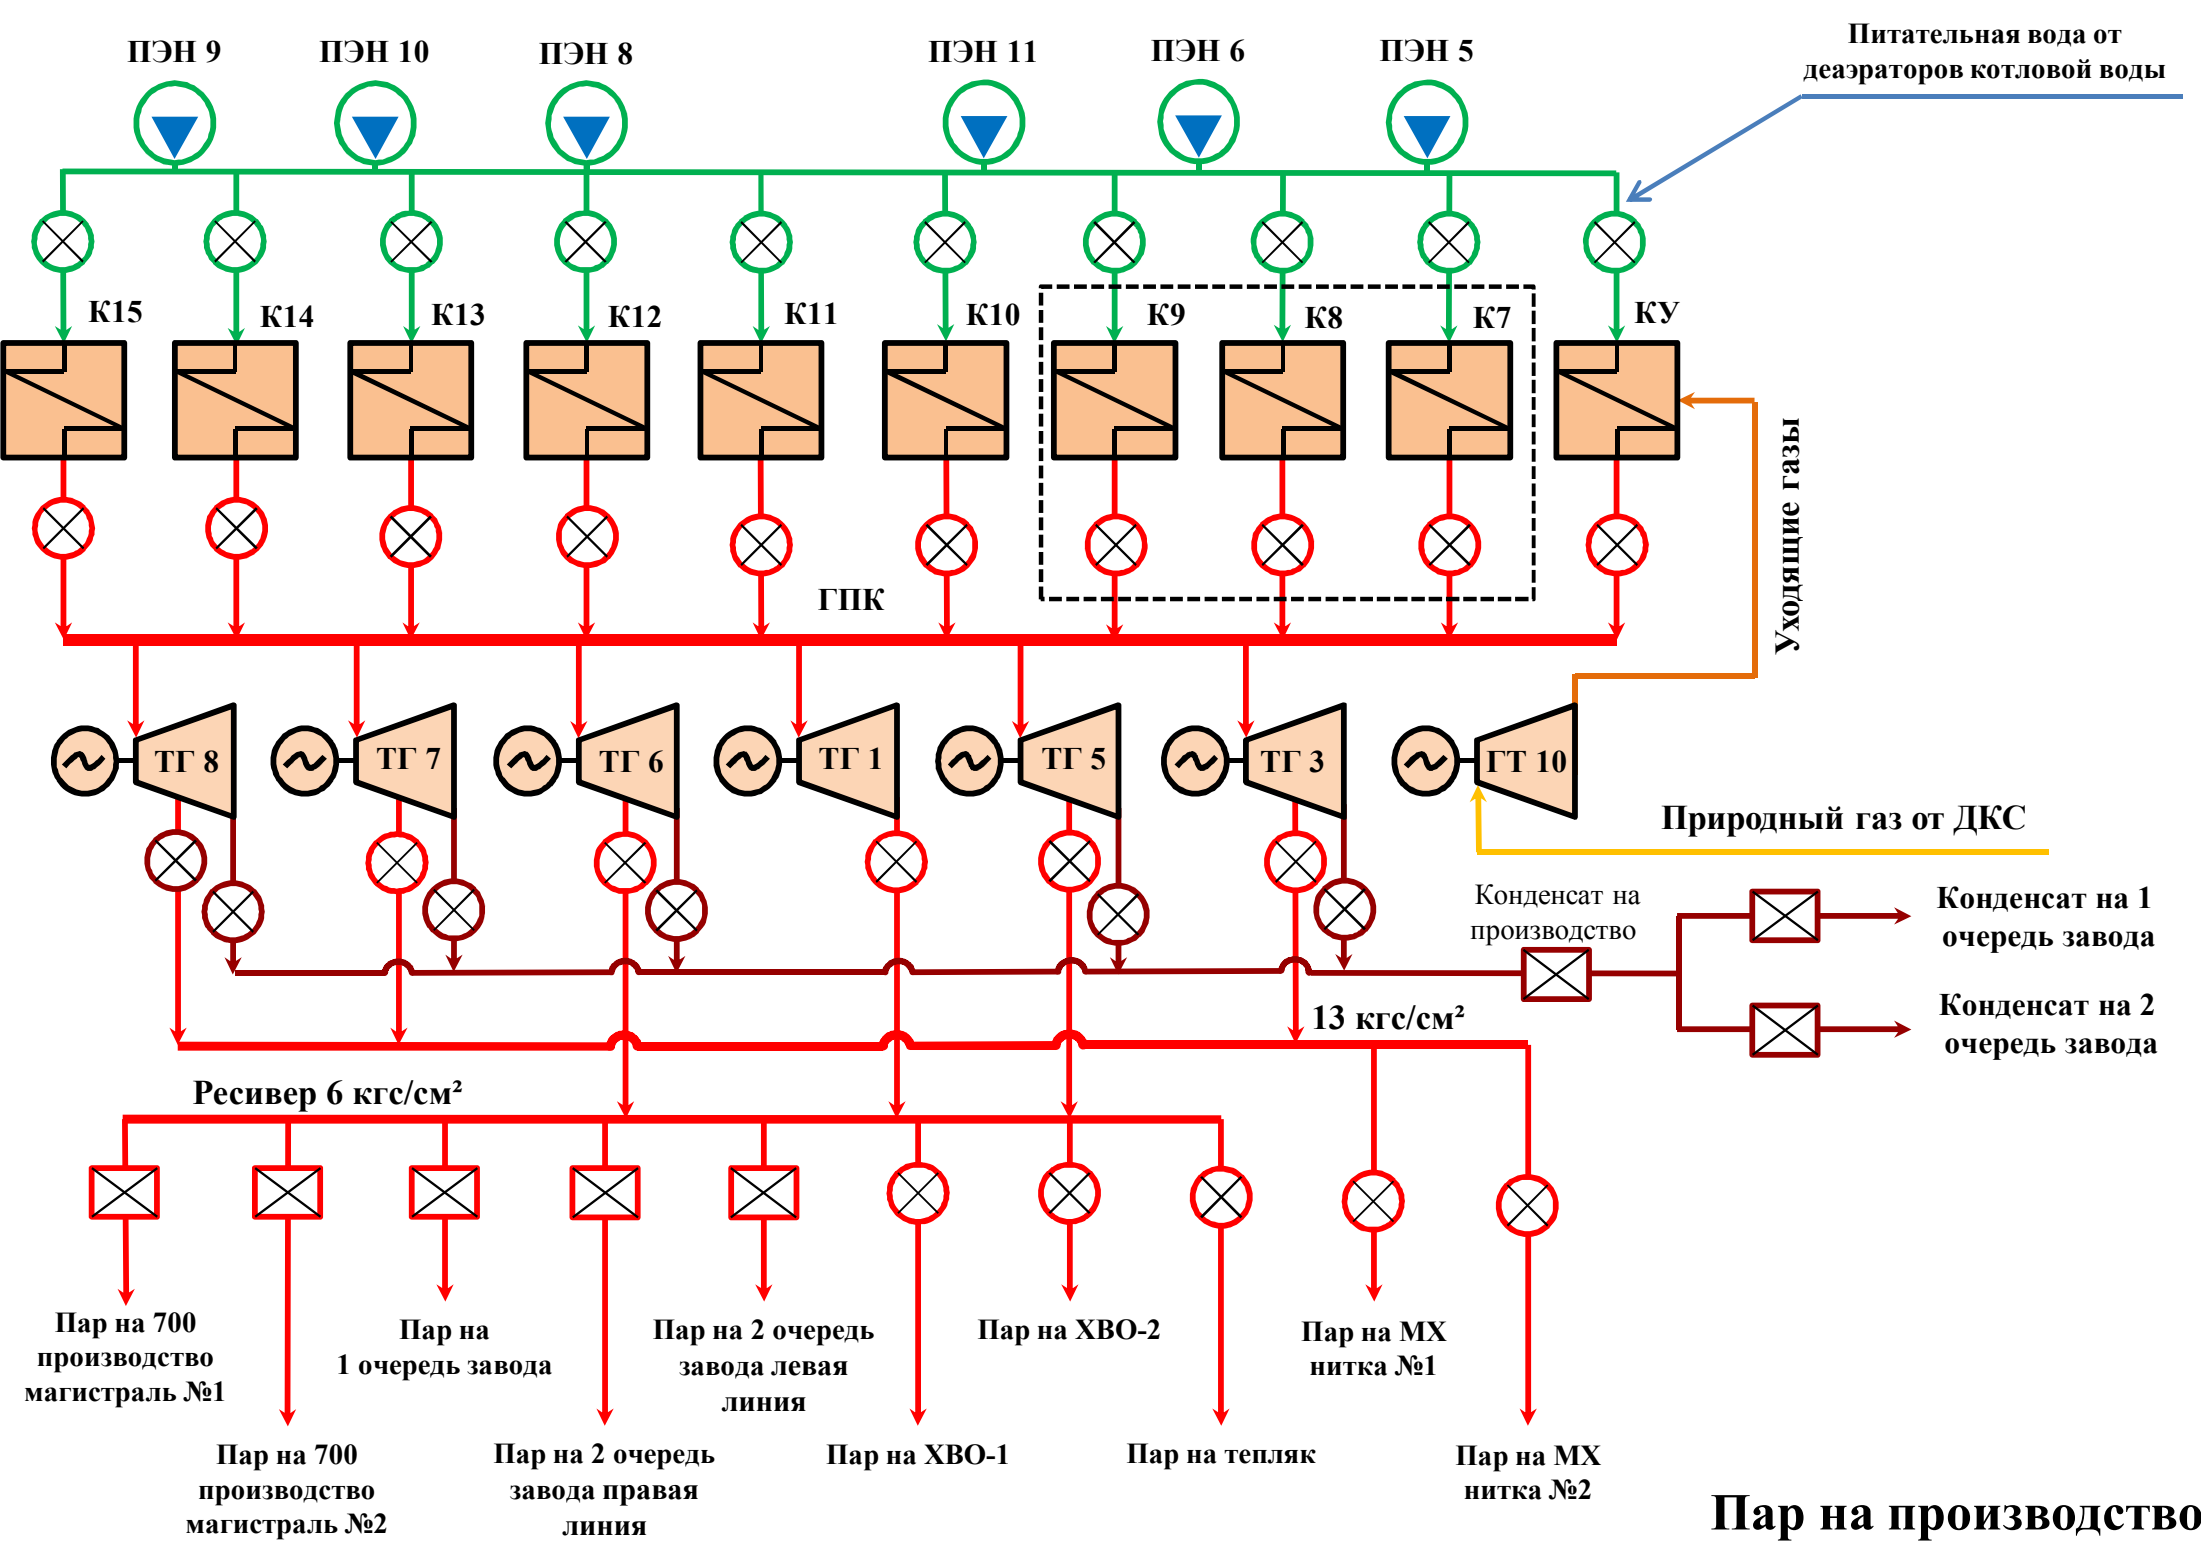 ПЭН 9
ПЭН 10
ПЭН 8
ПЭН 11
ПЭН 6
ПЭН 5
Питательная вода от
деаэраторов котловой воды
К15
К14
К13
К12
К11
К10
К9
К8
К7
КУ
Уходящие газы
ГПК
ТГ 8
ТГ 7
ТГ 6
ТГ 1
ТГ 5
ТГ 3
ГТ 10
Природный газ от ДКС
Конденсат на
производство
Конденсат на 1
очередь завода
Конденсат на 2
очередь завода
13 кгс/см²
Ресивер 6 кгс/см²
Пар на 700
производство
магистраль №1
Пар на 700
производство
магистраль №2
Пар на
1 очередь завода
Пар на 2 очередь
завода правая
линия
Пар на 2 очередь
завода левая
линия
Пар на ХВО-1
Пар на ХВО-2
Пар на тепляк
Пар на МХ
нитка №1
Пар на МХ
нитка №2
Пар на производство